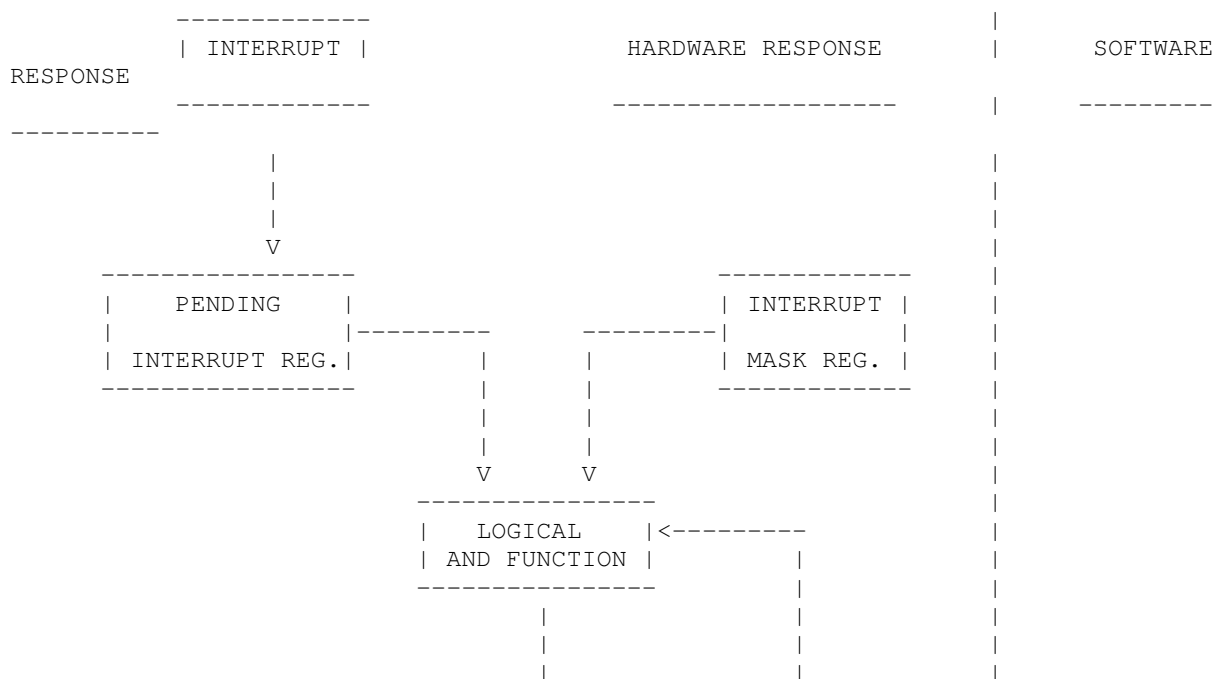 INTERRUPT HARDWARE RESPONSE SOFTWARE
RESPONSE
PENDING INTERRUPT
INTERRUPT REG. MASK REG.
V
V V
LOGICAL
AND FUNCTION